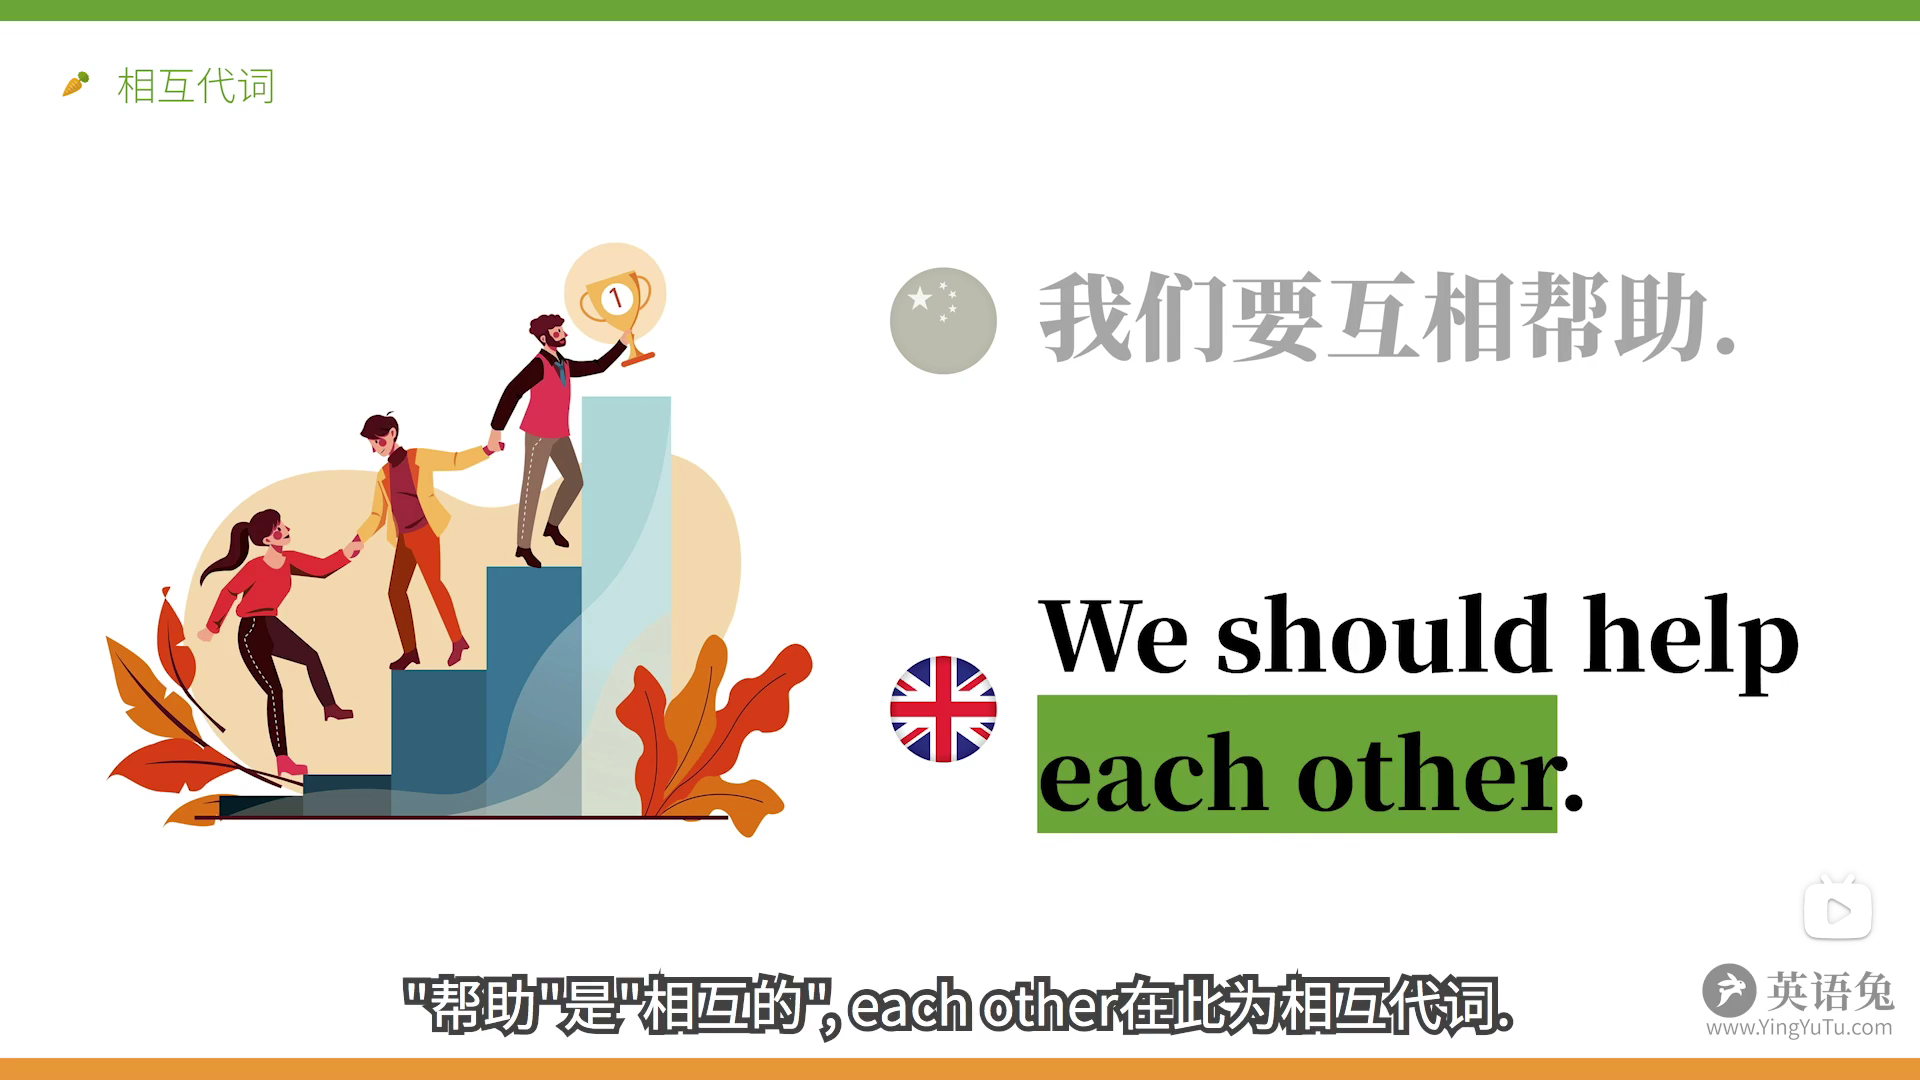 相互代词
1
我们要互相帮助.
We should help
each other.
"帮助"是"相互的", each other在此为相互代词.
英语兔
www.YingYuTu.com